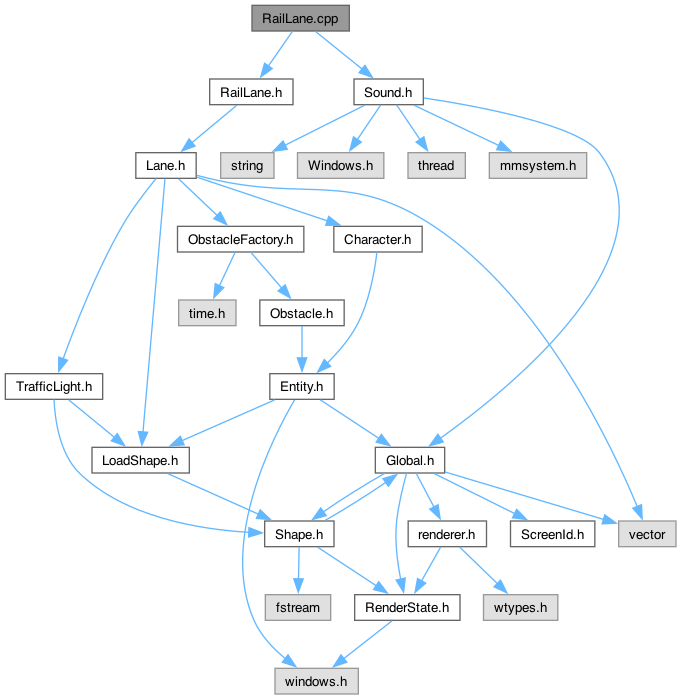 RailLane.cpp
RailLane.h
Sound.h
Lane.h
string
Windows.h
thread
mmsystem.h
ObstacleFactory.h
Character.h
time.h
Obstacle.h
TrafficLight.h
Entity.h
LoadShape.h
Global.h
Shape.h
renderer.h
ScreenId.h
vector
fstream
RenderState.h
wtypes.h
windows.h